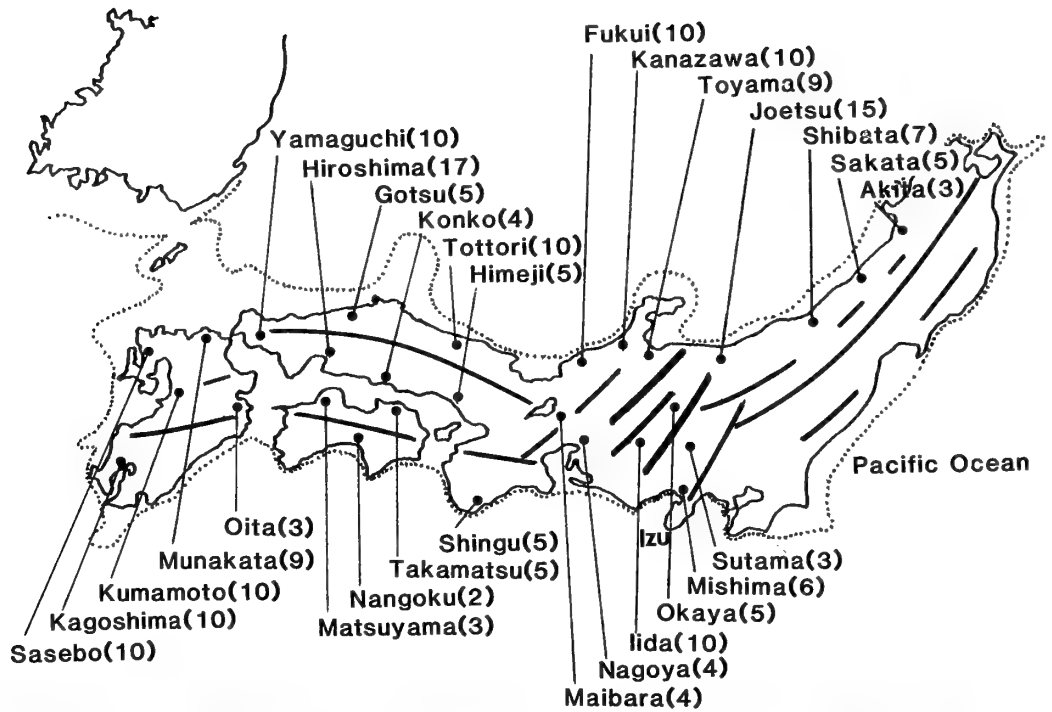 Fukui(10)
Kanazawa(10)
Toyama(9)
Joetsu(15)
Shibata(7)
Sakata(5)
Akita(3)
Yamaguchi(10)
Hiroshima(17)
Gotsu(5)
Konko(4)
Tottori(10)
Himeji(5)
Pacific Ocean
Oita(3)
Munakata(9)
Kumamoto(10)
Kagoshima(10)
Sasebo(10)
Shingu(5)
Takamatsu(5)
Nangoku(2)
Matsuyama(3)
Izu
Sutama(3)
Mishima(6)
Okaya(5)
Iida(10)
Nagoya(4)
Maibara(4)